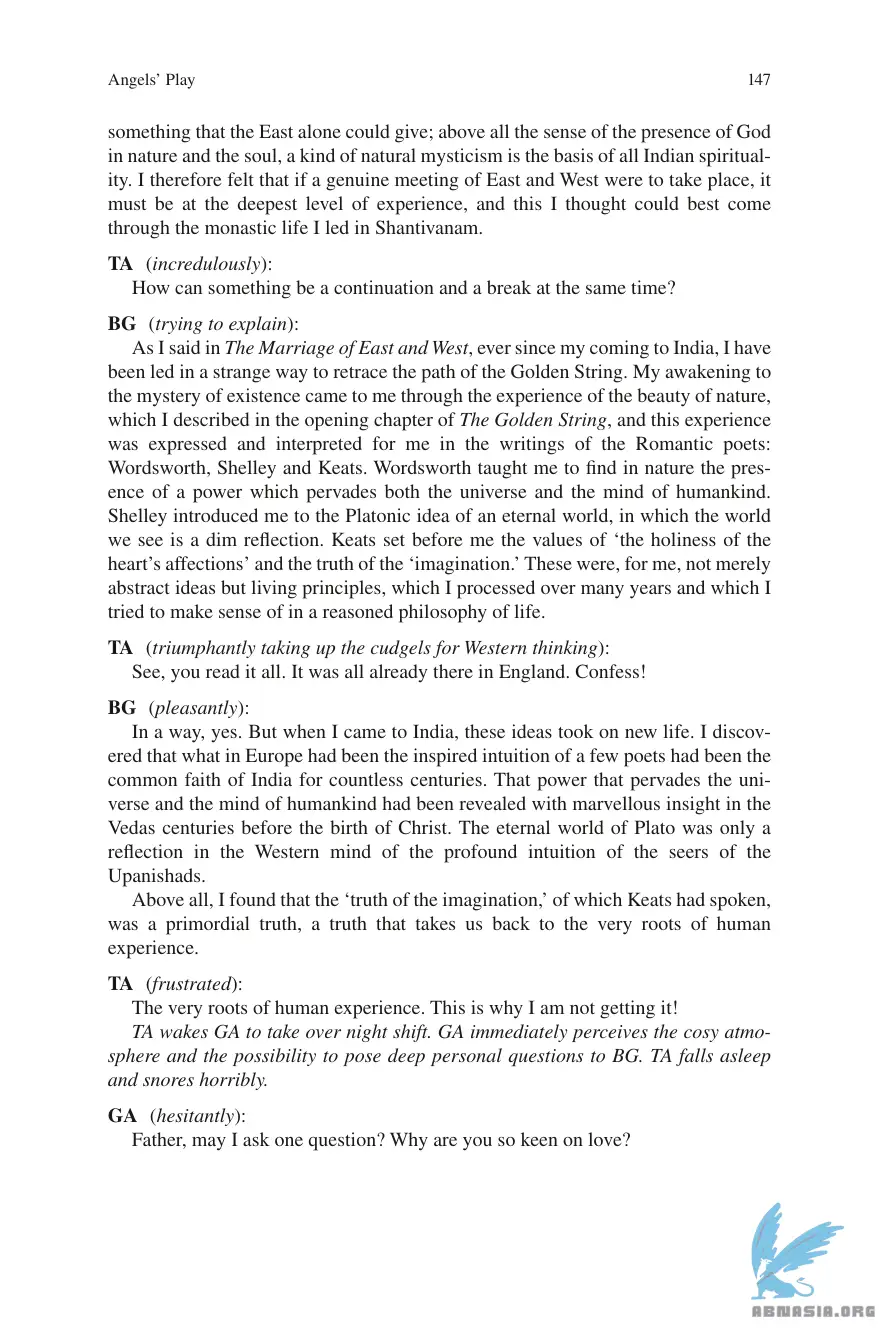 Angels’ Play 147
something that the East alone could give; above all the sense of the presence of God
in nature and the soul, a kind of natural mysticism is the basis of all Indian spiritual-
ity. I therefore felt that if a genuine meeting of East and West were to take place, it
must be at the deepest level of experience, and this I thought could best come
through the monastic life I led in Shantivanam.
TA (incredulously):
How can something be a continuation and a break at the same time?
BG (trying to explain):
As I said in The Marriage of East and West, ever since my coming to India, I have
been led in a strange way to retrace the path of the Golden String. My awakening to
the mystery of existence came to me through the experience of the beauty of nature,
which I described in the opening chapter of The Golden String, and this experience
was expressed and interpreted for me in the writings of the Romantic poets:
Wordsworth, Shelley and Keats. Wordsworth taught me to find in nature the pres-
ence of a power which pervades both the universe and the mind of humankind.
Shelley introduced me to the Platonic idea of an eternal world, in which the world
we see is a dim reflection. Keats set before me the values of ‘the holiness of the
heart’s affections’ and the truth of the ‘imagination.’ These were, for me, not merely
abstract ideas but living principles, which I processed over many years and which I
tried to make sense of in a reasoned philosophy of life.
TA (triumphantly taking up the cudgels for Western thinking):
See, you read it all. It was all already there in England. Confess!
BG (pleasantly):
In a way, yes. But when I came to India, these ideas took on new life. I discov-
ered that what in Europe had been the inspired intuition of a few poets had been the
common faith of India for countless centuries. That power that pervades the uni-
verse and the mind of humankind had been revealed with marvellous insight in the
Vedas centuries before the birth of Christ. The eternal world of Plato was only a
reflection in the Western mind of the profound intuition of the seers of the
Upanishads.
Above all, I found that the ‘truth of the imagination,’ of which Keats had spoken,
was a primordial truth, a truth that takes us back to the very roots of human
experience.
TA (frustrated):
The very roots of human experience. This is why I am not getting it!
TA wakes GA to take over night shift. GA immediately perceives the cosy atmo-
sphere and the possibility to pose deep personal questions to BG. TA falls asleep
and snores horribly.
GA (hesitantly):
Father, may I ask one question? Why are you so keen on love?
ABNASIA.ORG